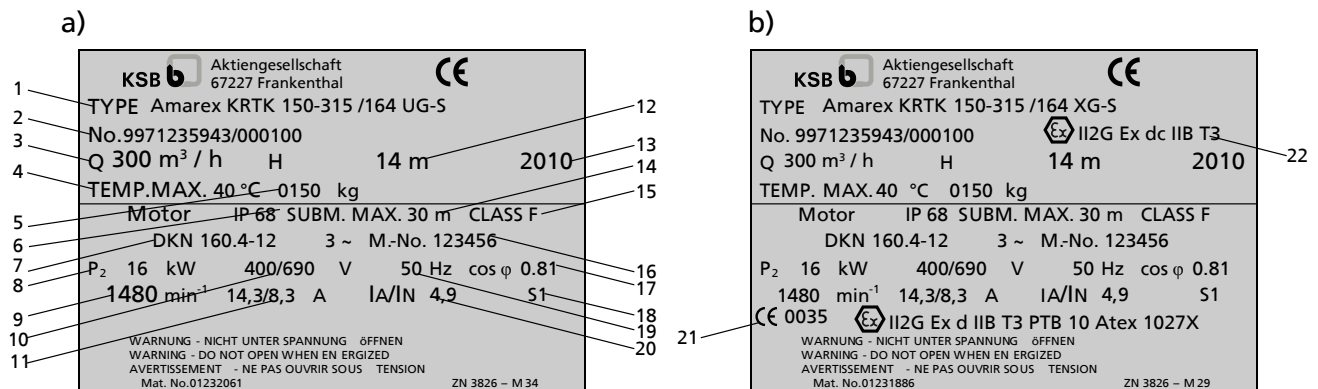 a)
KSB b Aktiengesellschaft
67227 Frankenthal
CE
TYPE Amarex KRTK 150-315 /164 UG-S
No. 9971235943/000100
Q 300 m³ / h H 14 m 2010
TEMP.MAX. 40 °C 0150 kg
Motor IP 68 SUBM. MAX. 30 m CLASS F
DKN 160.4-12 3 ~ M.-No. 123456
P₂ 16 kW 400/690 V 50 Hz cos φ 0.81
1480 min⁻¹ 14,3/8,3 A IA/IN 4,9 S1
WARNUNG - NICHT UNTER SPANNUNG öFFNEN
WARNING - DO NOT OPEN WHEN EN ERGIZED
AVERTISSEMENT - NE PAS OUVRIR SOUS TENSION
Mat. No.01232061 ZN 3826 – M 34
1
2
3
4
5
6
7
8
9
10
11
12
13
14
15
16
17
18
19
20
b)
KSB b Aktiengesellschaft
67227 Frankenthal
CE
TYPE Amarex KRTK 150-315 /164 XG-S
No. 9971235943/000100 Ex II2G Ex dc IIB T3
Q 300 m³ / h H 14 m 2010
TEMP. MAX. 40 °C 0150 kg
Motor IP 68 SUBM. MAX. 30 m CLASS F
DKN 160.4-12 3 ~ M.-No. 123456
P₂ 16 kW 400/690 V 50 Hz cos φ 0.81
1480 min⁻¹ 14,3/8,3 A IA/IN 4,9 S1
CE 0035 Ex II2G Ex d IIB T3 PTB 10 Atex 1027X
WARNUNG - NICHT UNTER SPANNUNG öFFNEN
WARNING - DO NOT OPEN WHEN EN ERGIZED
AVERTISSEMENT - NE PAS OUVRIR SOUS TENSION
Mat. No.01231886 ZN 3826 – M 29
21
22